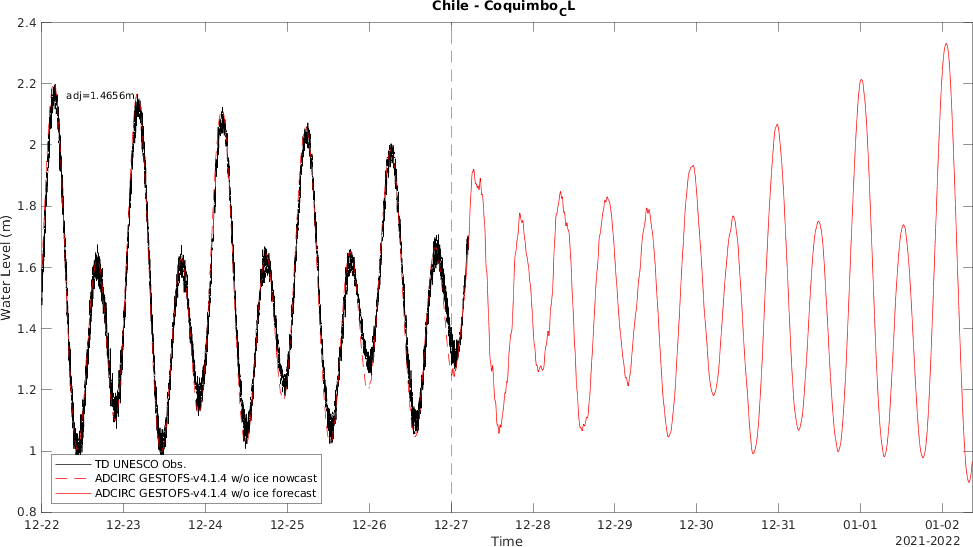 Chile - Coquimbo_CL
2.4
2.2
2
1.8
1.6
1.4
1.2
1
0.8
Water Level (m)
adj=1.4656m
TD UNESCO Obs.
ADCIRC GESTOFS-v4.1.4 w/o ice nowcast
ADCIRC GESTOFS-v4.1.4 w/o ice forecast
12-22 12-23 12-24 12-25 12-26 12-27 12-28 12-29 12-30 12-31 01-01 01-02
Time
2021-2022